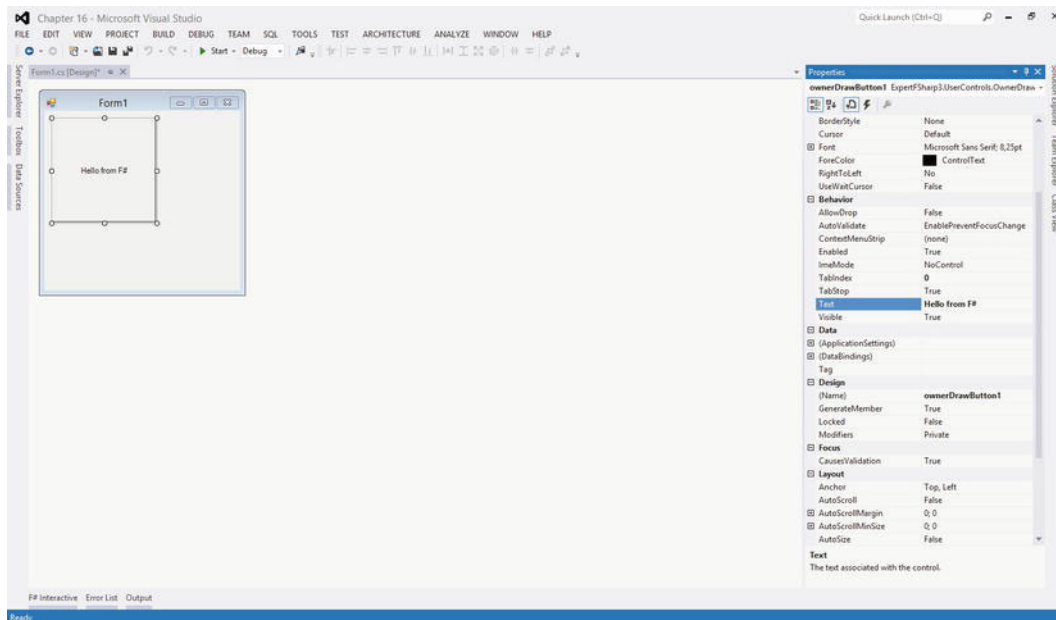 Chapter 16 - Microsoft Visual Studio
Quick Launch (Ctrl+Q)
FILE EDIT VIEW PROJECT BUILD DEBUG TEAM SQL TOOLS TEST ARCHITECTURE ANALYZE WINDOW HELP
Start - Debug
Server Explorer
Toolbox
Data Sources
Form1.cs [Design]*
Form1
Hello from F#
Properties
ownerDrawButton1 ExpertFSharp3.UserControls.OwnerDraw
BorderStyle None
Cursor Default
Font Microsoft Sans Serif; 8,25pt
ForeColor ControlText
RightToLeft No
UseWaitCursor False
Behavior
AllowDrop False
AutoValidate EnablePreventFocusChange
ContextMenuStrip (none)
Enabled True
ImeMode NoControl
TabIndex 0
TabStop True
Text Hello from F#
Visible True
Data
(ApplicationSettings)
(DataBindings)
Tag
Design
(Name) ownerDrawButton1
GenerateMember True
Locked False
Modifiers Private
Focus
CausesValidation True
Layout
Anchor Top, Left
AutoScroll False
AutoScrollMargin 0; 0
AutoScrollMinSize 0; 0
AutoSize False
Text
The text associated with the control.
Solution Explorer
Team Explorer
Class View
F# Interactive Error List Output
Ready